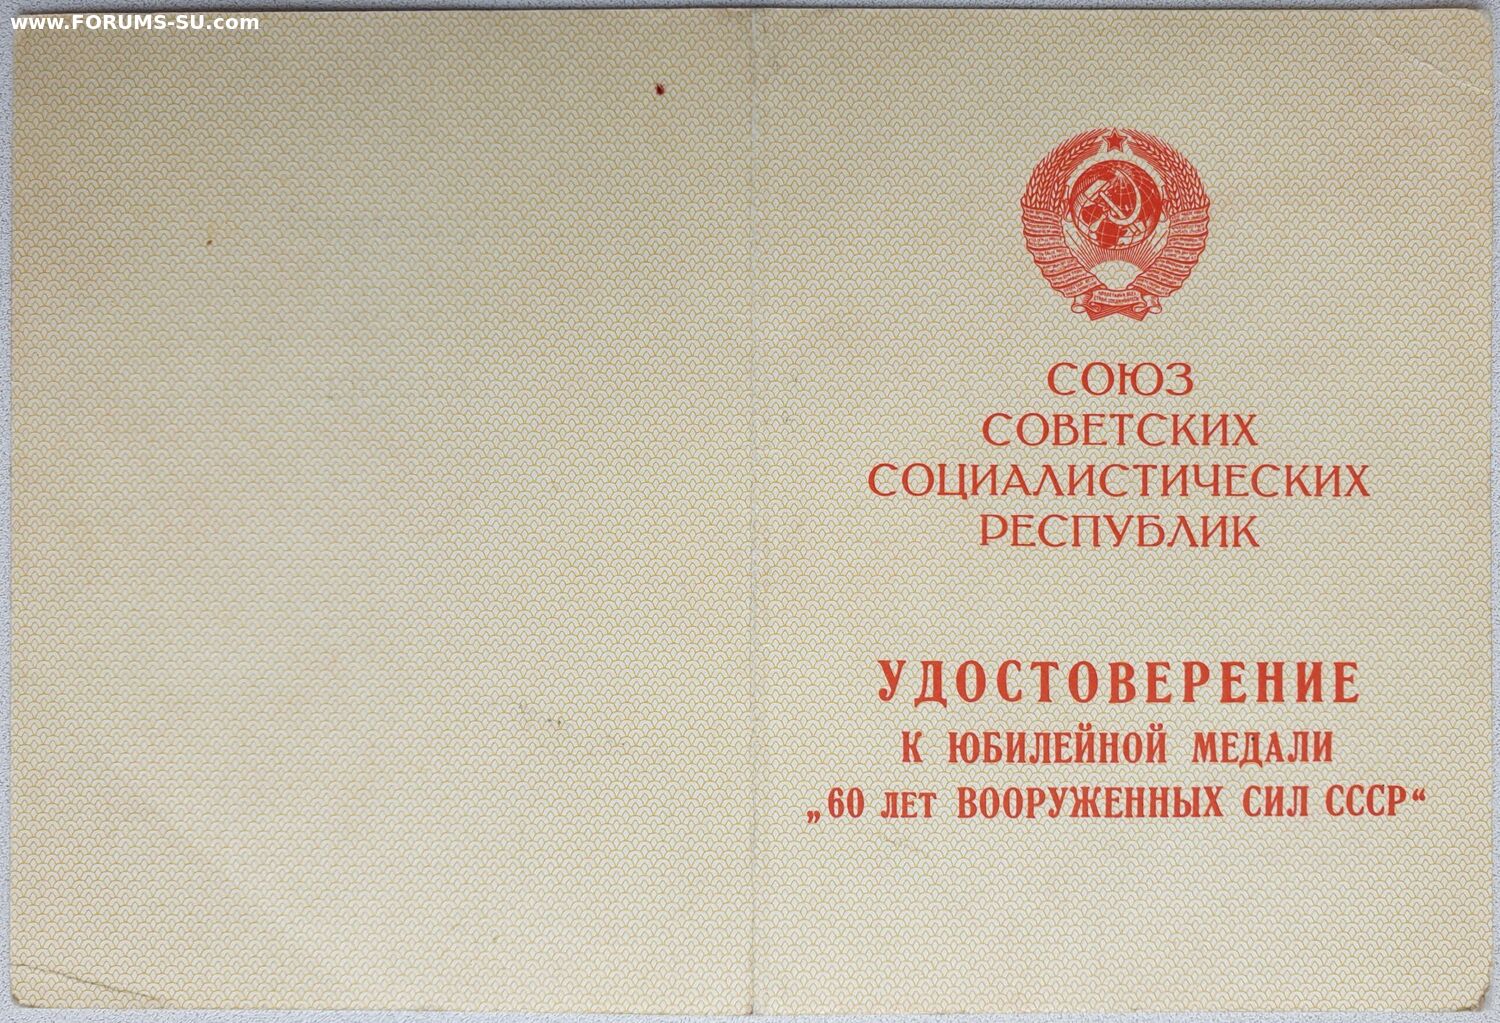 www.FORUMS-SU.com
СОЮЗ
СОВЕТСКИХ
СОЦИАЛИСТИЧЕСКИХ
РЕСПУБЛИК
УДОСТОВЕРЕНИЕ
К ЮБИЛЕЙНОЙ МЕДАЛИ
„60 ЛЕТ ВООРУЖЕННЫХ СИЛ СССР“